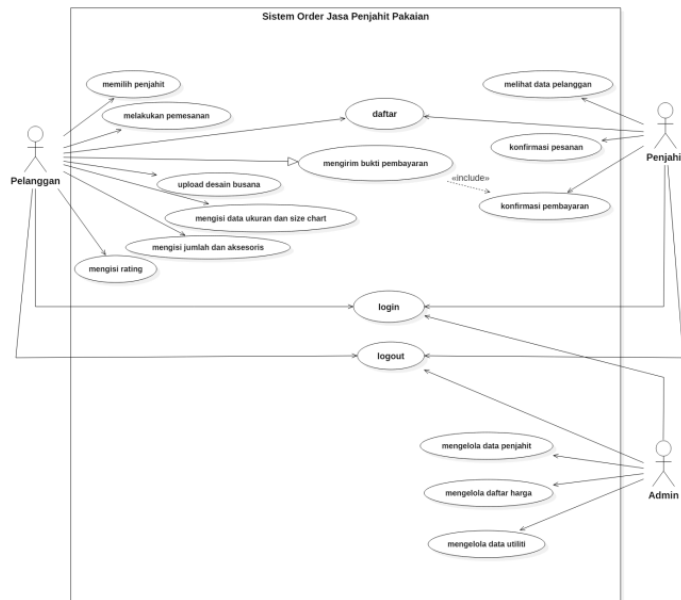 Sistem Order Jasa Penjahit Pakaian
memilih penjahit
melihat data pelanggan
melakukan pemesanan
daftar
konfirmasi pesanan
Penjahi
mengirim bukti pembayaran
Pelanggan
«include»
upload desain busana
konfirmasi pembayaran
mengisi data ukuran dan size chart
mengisi jumlah dan aksesoris
mengisi rating
login
logout
mengelola data penjahit
mengelola daftar harga
Admin
mengelola data utiliti